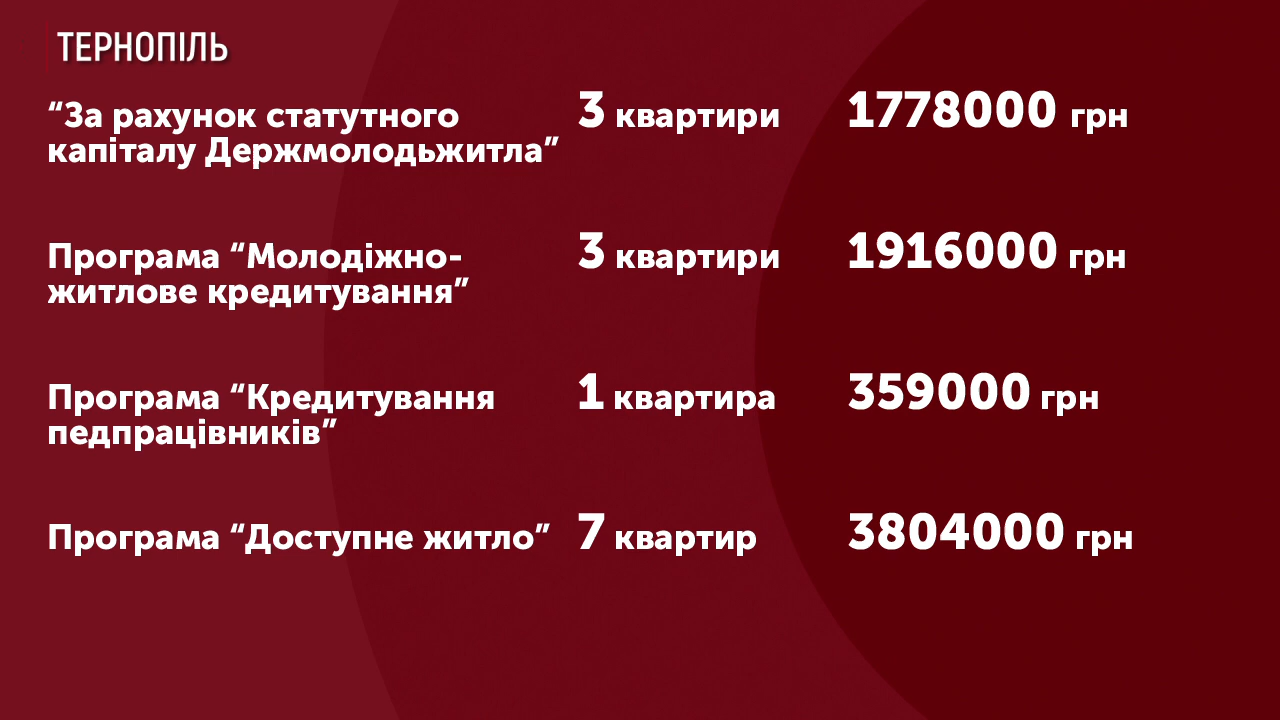 ТЕРНОПІЛЬ
“За рахунок статутного 3 квартири 1778000 грн
капіталу Держмолодьжитла”
Програма “Молодіжно- 3 квартири 1916000 грн
житлове кредитування”
Програма “Кредитування 1 квартира 359000 грн
педпрацівників”
Програма “Доступне житло” 7 квартир 3804000 грн